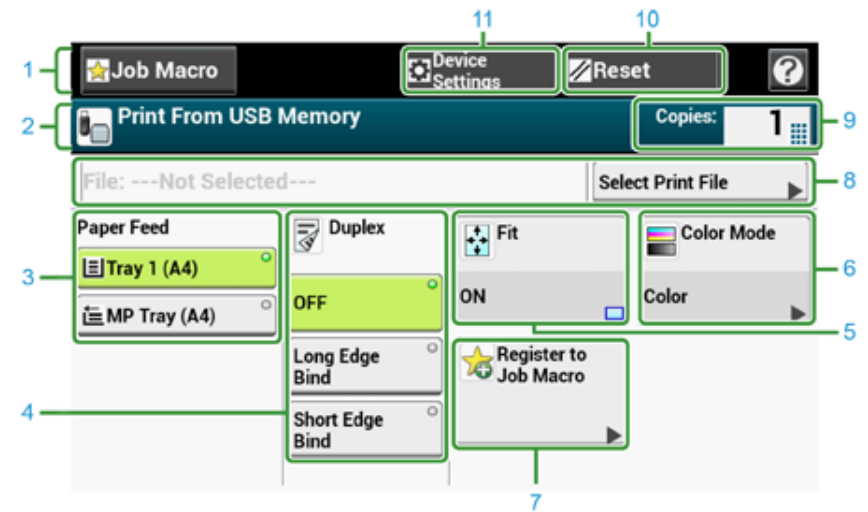 11
10
1
Job Macro
Device
Settings
Reset
?
2
Print From USB Memory
Copies:
1
9
File: ---Not Selected---
Select Print File
8
Paper Feed
Duplex
Fit
Color Mode
3
Tray 1 (A4)
6
OFF
ON
Color
MP Tray (A4)
5
Long Edge
Bind
Register to
Job Macro
4
Short Edge
Bind
7